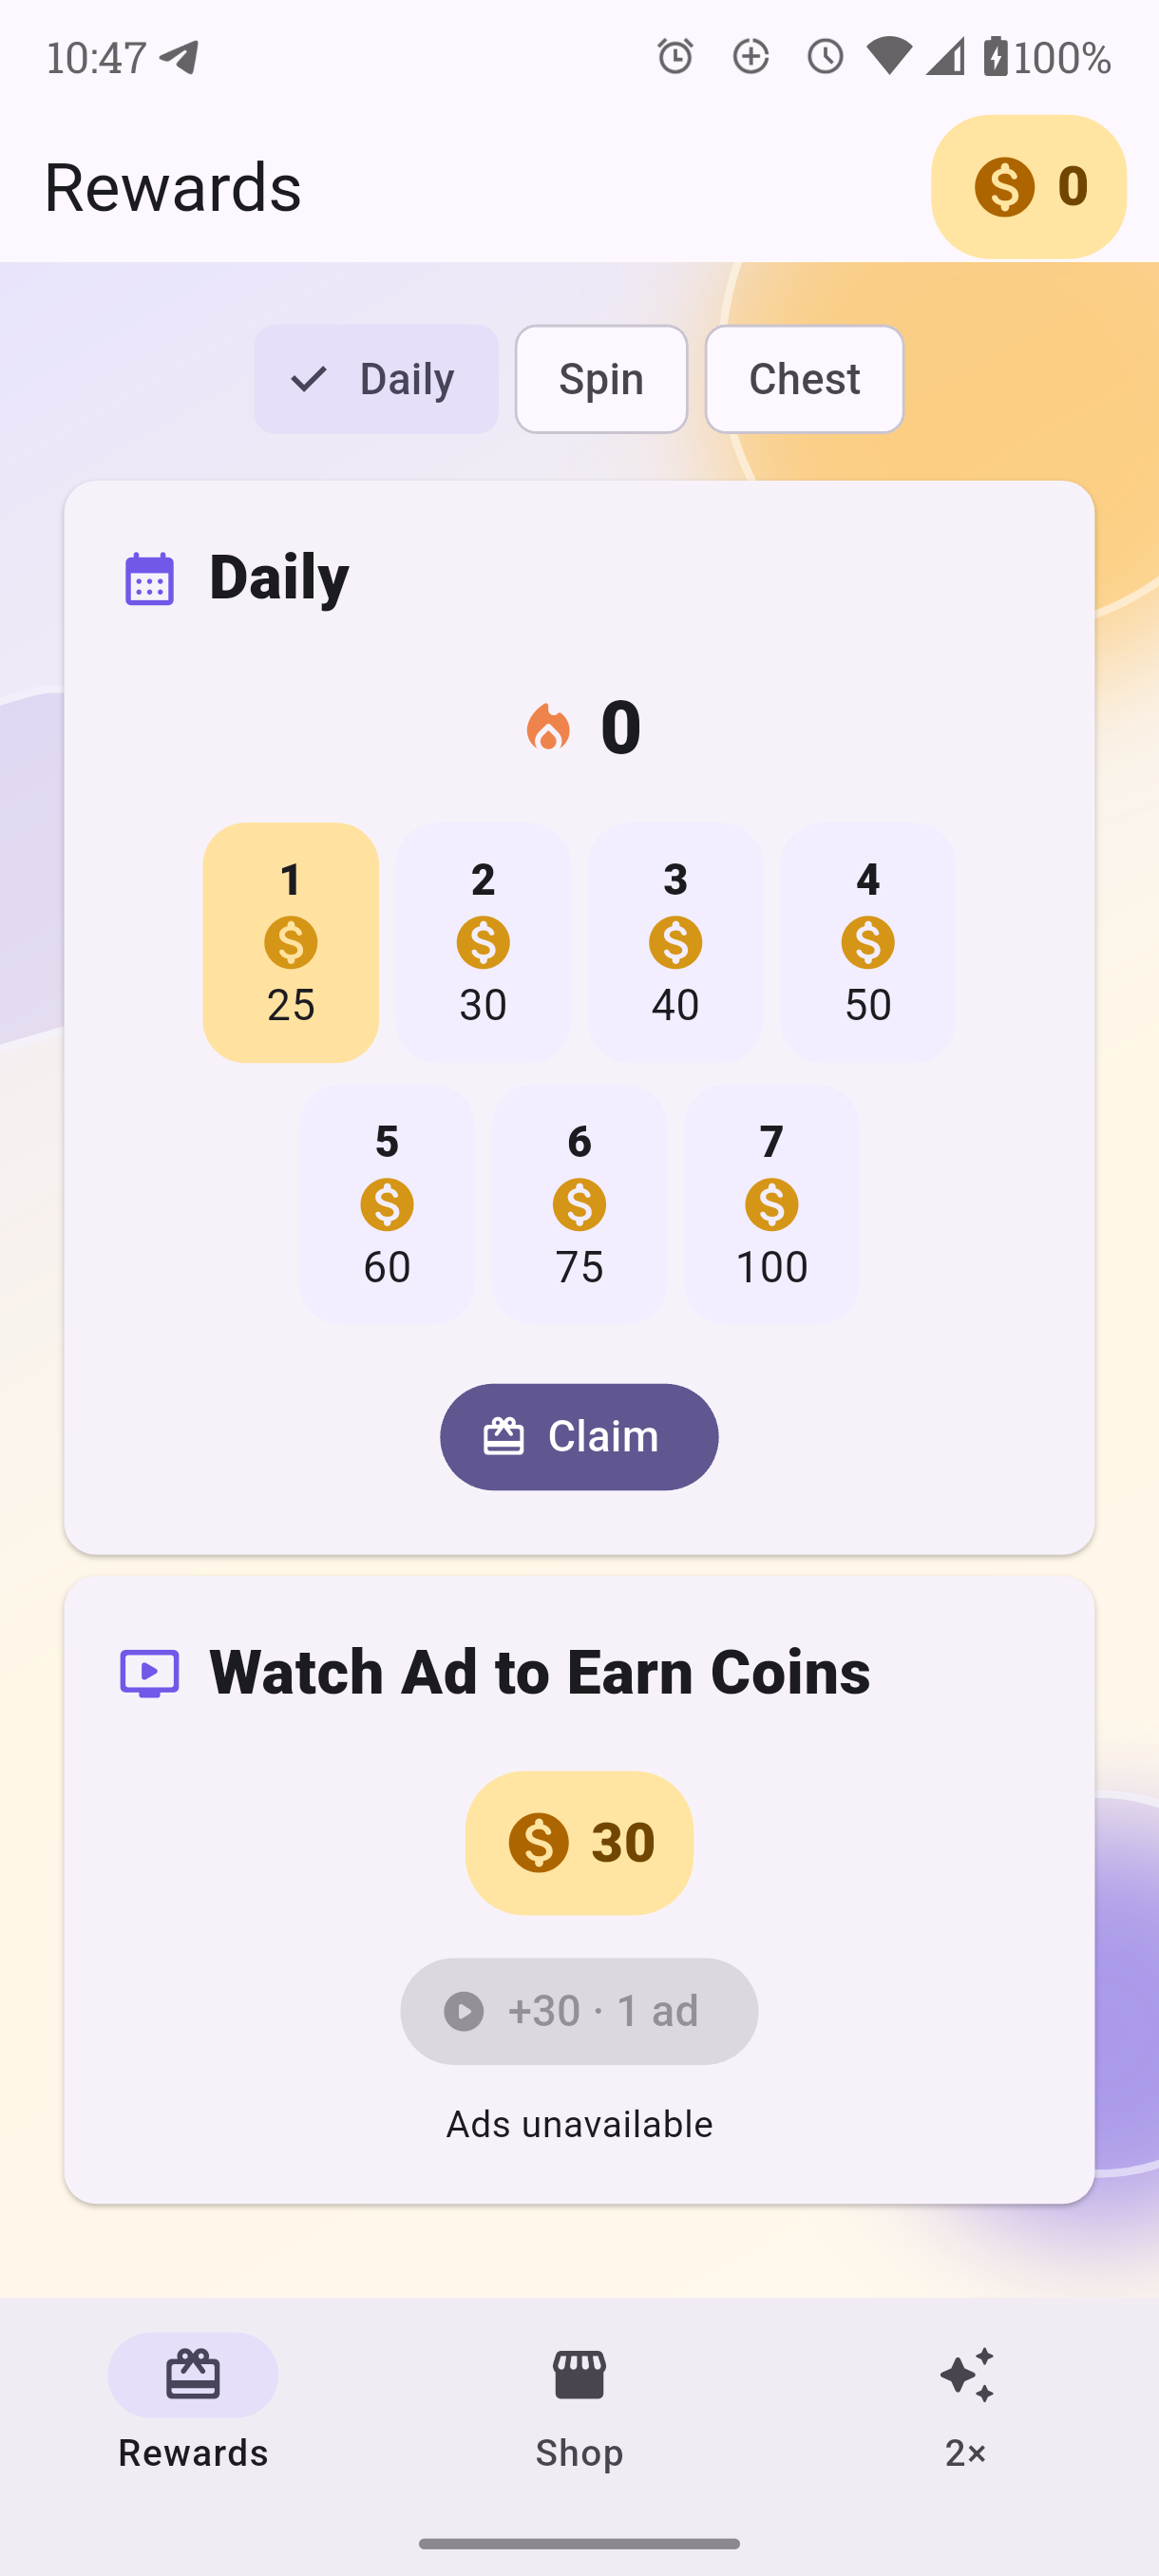 10:47 100%
Rewards 0
Daily Spin Chest
Daily
0
1 2 3 4
25 30 40 50
5 6 7
60 75 100
Claim
Watch Ad to Earn Coins
30
+30 · 1 ad
Ads unavailable
Rewards Shop 2×